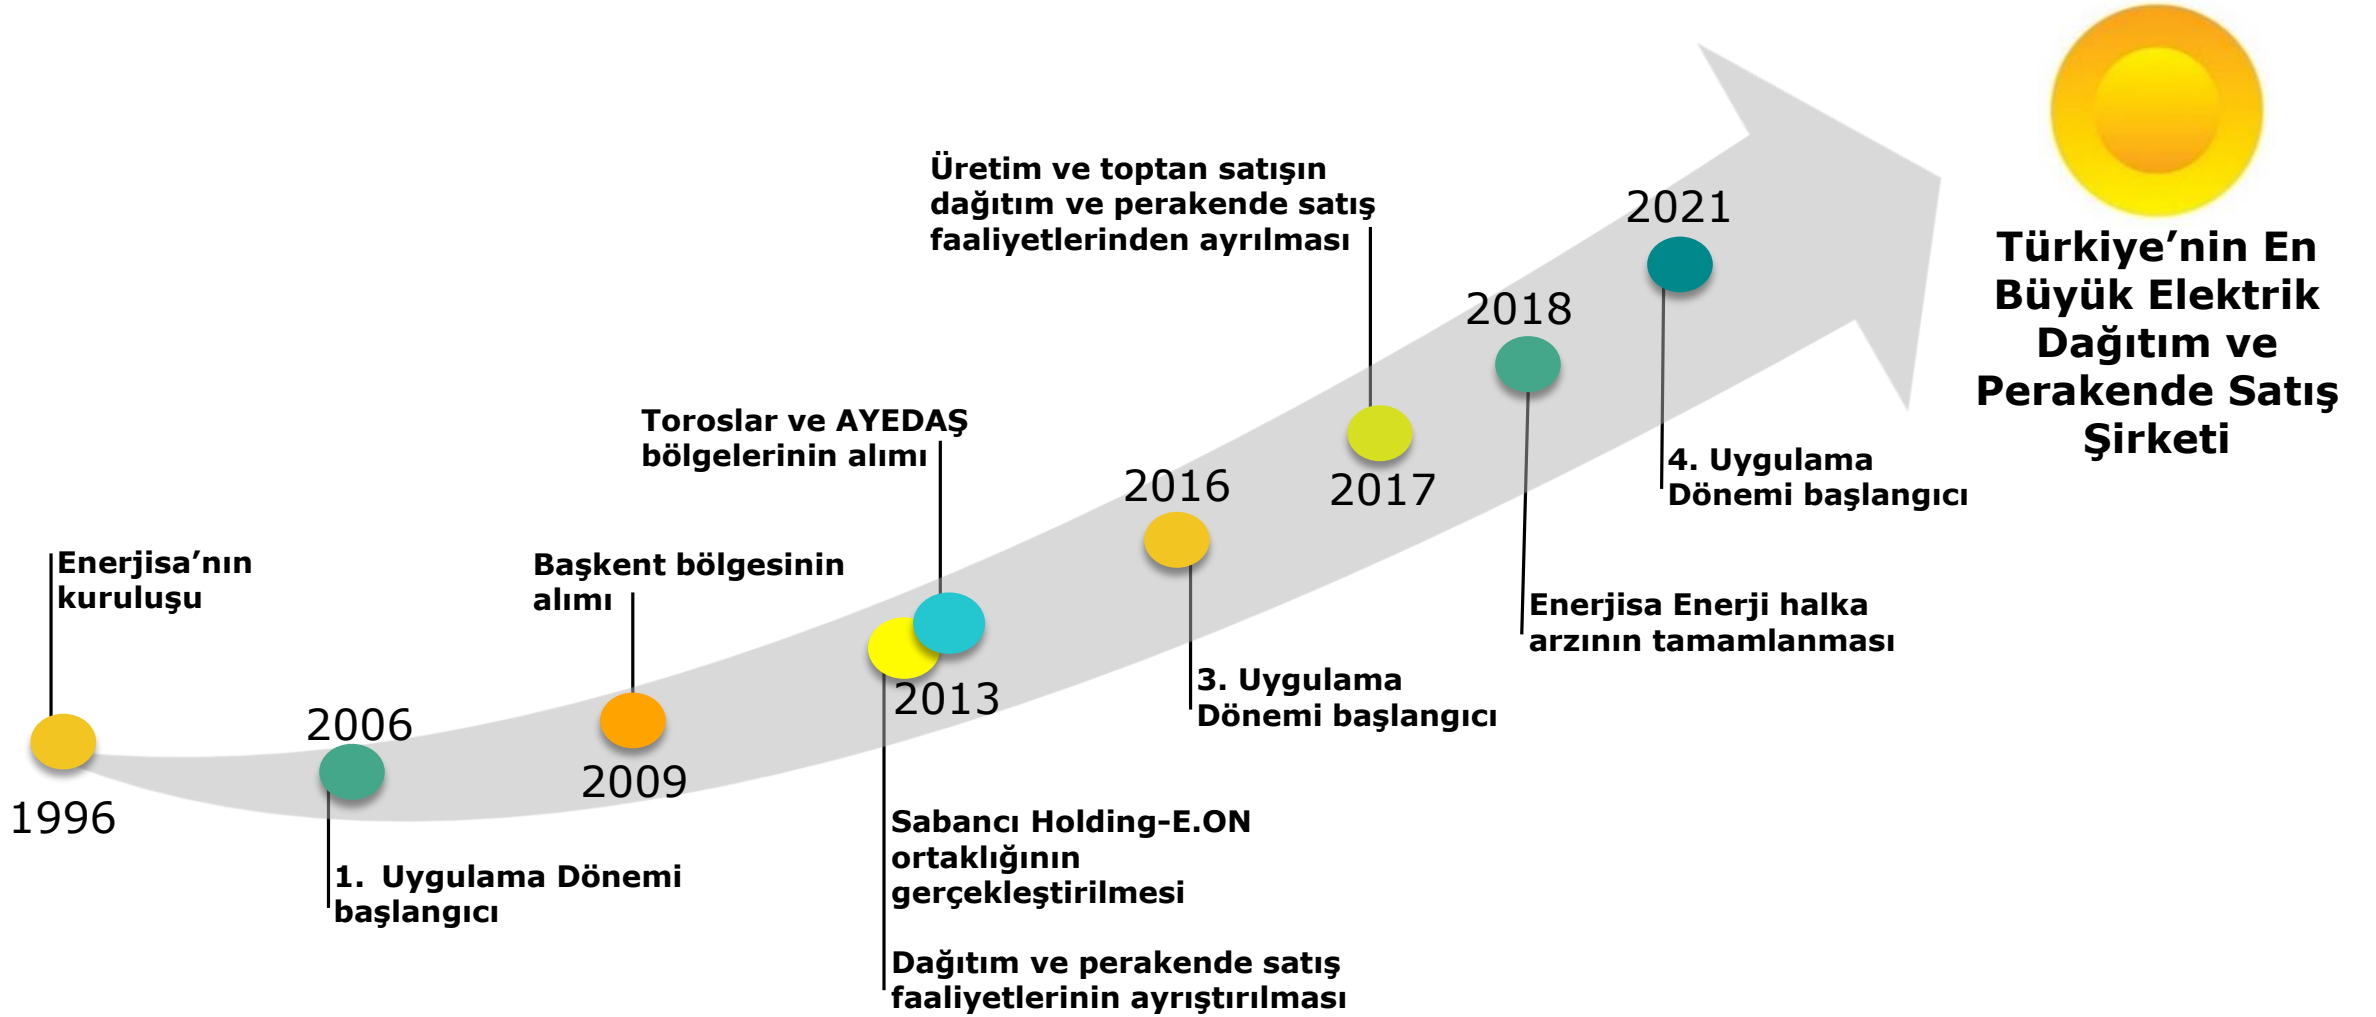 Enerjisa’nın
kuruluşu
1996
2006
1. Uygulama Dönemi
başlangıcı
Başkent bölgesinin
alımı
2009
Toroslar ve AYEDAŞ
bölgelerinin alımı
2013
Sabancı Holding-E.ON
ortaklığının
gerçekleştirilmesi
Dağıtım ve perakende satış
faaliyetlerinin ayrıştırılması
2016
3. Uygulama
Dönemi başlangıcı
Üretim ve toptan satışın
dağıtım ve perakende satış
faaliyetlerinden ayrılması
2017
2018
Enerjisa Enerji halka
arzının tamamlanması
2021
4. Uygulama
Dönemi başlangıcı
Türkiye’nin En
Büyük Elektrik
Dağıtım ve
Perakende Satış
Şirketi